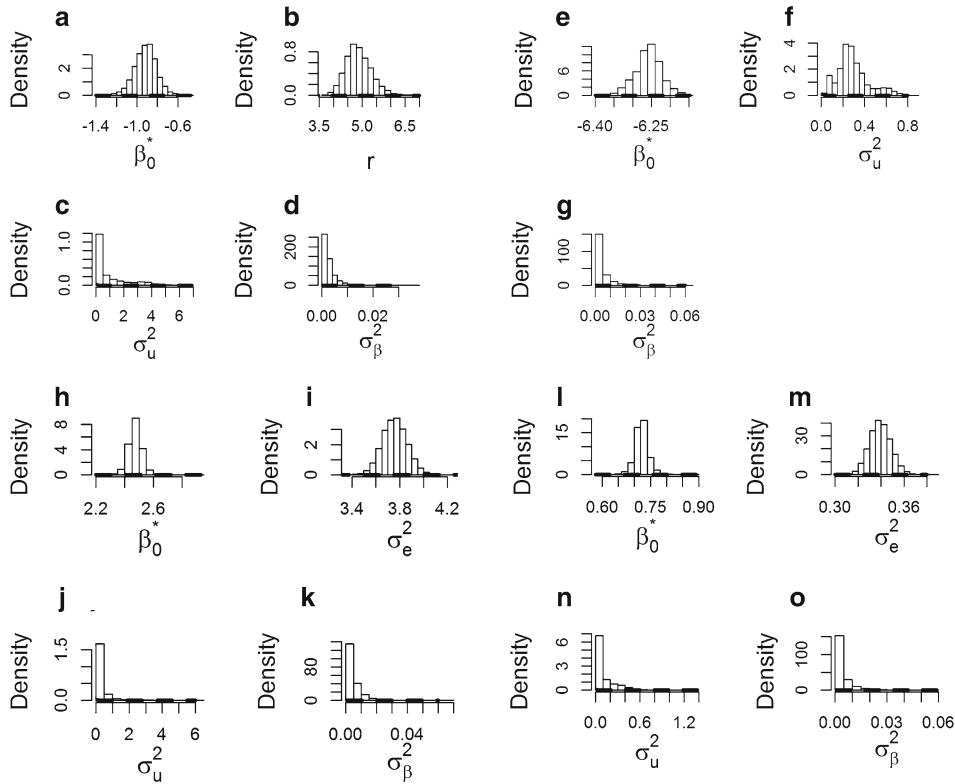 a b e f
Density Density Density Density
0 2 0.0 0.8 0 6 0 2 4
-1.4 -1.0 -0.6 3.5 5.0 6.5 -6.40 -6.25 0.0 0.4 0.8
β₀* r β₀* σᵤ²
c d g
Density Density Density
0.0 1.0 0 200 0 100
0 2 4 6 0.00 0.02 0.00 0.03 0.06
σᵤ² σᵦ² σᵦ²
h i l m
Density Density Density Density
0 4 8 0 2 0 15 0 30
2.2 2.6 3.4 3.8 4.2 0.60 0.75 0.90 0.30 0.36
β₀* σₑ² β₀* σₑ²
j k n o
Density Density Density Density
0.0 1.5 0 80 0 3 6 0 100
0 2 4 6 0.00 0.04 0.0 0.6 1.2 0.00 0.03 0.06
σᵤ² σᵦ² σᵤ² σᵦ²